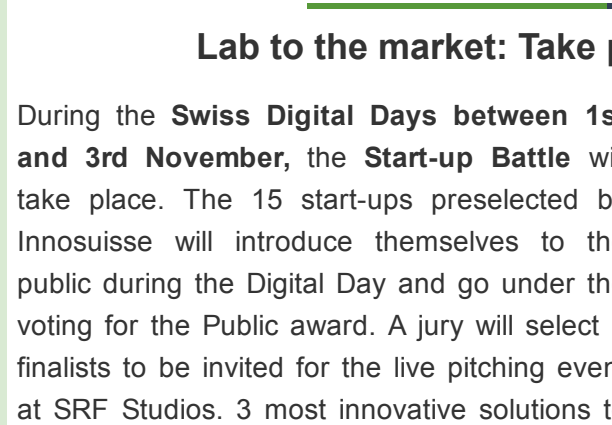 Lab to the market: Take
During the Swiss Digital Days between
and 3rd November, the Start-up Battle
take place. The 15 start-ups preselected
Innosuisse will introduce themselves to
public during the Digital Day and go under
voting for the Public award. A jury will select
finalists to be invited for the live pitching
at SRF Studios. 3 most innovative solutions